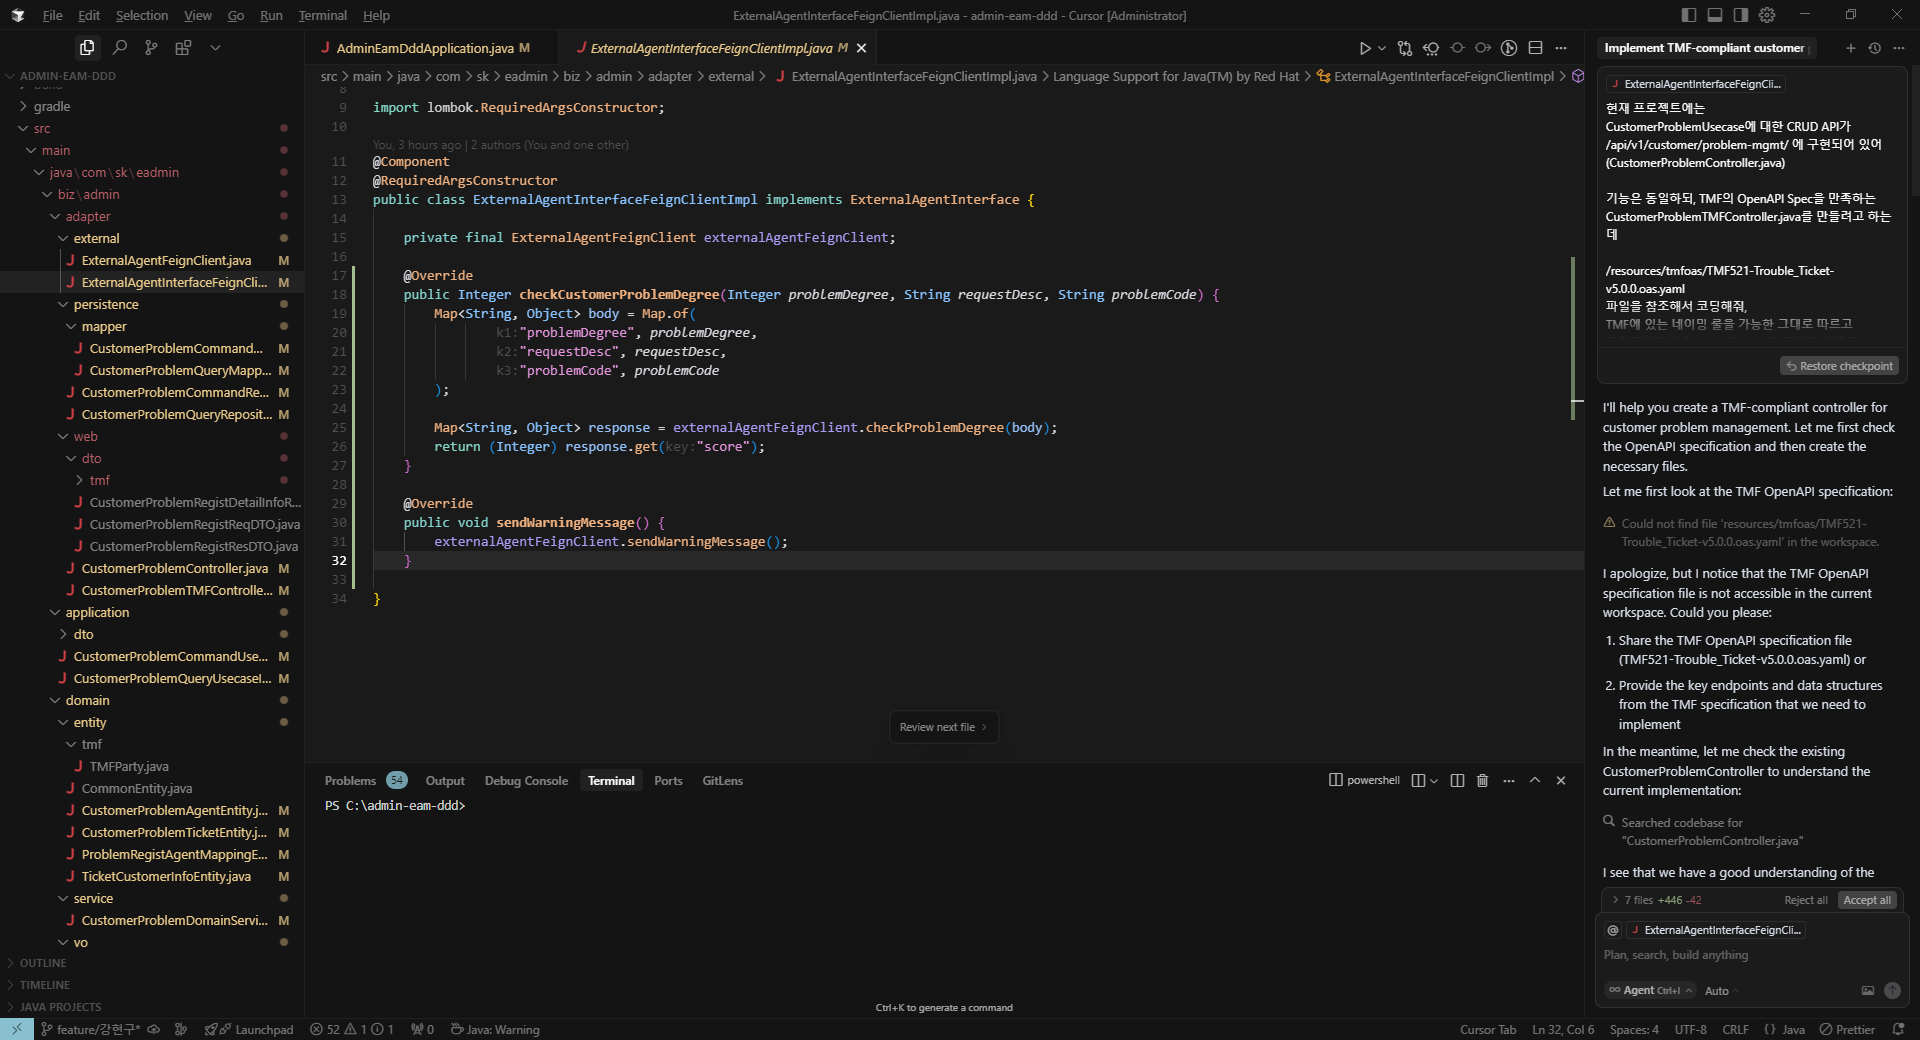 File Edit Selection View Go Run Terminal Help
ExternalAgentInterfaceFeignClientImpl.java - admin-eam-ddd - Cursor [Administrator]
ADMIN-EAM-DDD
build
gradle
src
main
java\com\sk\eadmin
biz\admin
adapter
external
ExternalAgentFeignClient.java M
ExternalAgentInterfaceFeignCli... M
persistence
mapper
CustomerProblemCommand... M
CustomerProblemQueryMapp... M
CustomerProblemCommandRe... M
CustomerProblemQueryReposit... M
web
dto
tmf
CustomerProblemRegistDetailInfoR...
CustomerProblemRegistReqDTO.java
CustomerProblemRegistResDTO.java
CustomerProblemController.java M
CustomerProblemTMFControlle... M
application
dto
CustomerProblemCommandUse... M
CustomerProblemQueryUsecaseI... M
domain
entity
tmf
TMFParty.java
CommonEntity.java
CustomerProblemAgentEntity.j... M
CustomerProblemTicketEntity.j... M
ProblemRegistAgentMappingE... M
TicketCustomerInfoEntity.java M
service
CustomerProblemDomainServi... M
vo
OUTLINE
TIMELINE
JAVA PROJECTS
AdminEamDddApplication.java M
ExternalAgentInterfaceFeignClientImpl.java M
src > main > java > com > sk > eadmin > biz > admin > adapter > external > ExternalAgentInterfaceFeignClientImpl.java > Language Support for Java(TM) by Red Hat > ExternalAgentInterfaceFeignClientImpl >
8
9 import lombok.RequiredArgsConstructor;
10
You, 3 hours ago | 2 authors (You and one other)
11 @Component
12 @RequiredArgsConstructor
13 public class ExternalAgentInterfaceFeignClientImpl implements ExternalAgentInterface {
14
15 private final ExternalAgentFeignClient externalAgentFeignClient;
16
17 @Override
18 public Integer checkCustomerProblemDegree(Integer problemDegree, String requestDesc, String problemCode) {
19 Map<String, Object> body = Map.of(
20 k1:"problemDegree", problemDegree,
21 k2:"requestDesc", requestDesc,
22 k3:"problemCode", problemCode
23 );
24
25 Map<String, Object> response = externalAgentFeignClient.checkProblemDegree(body);
26 return (Integer) response.get(key:"score");
27 }
28
29 @Override
30 public void sendWarningMessage() {
31 externalAgentFeignClient.sendWarningMessage();
32 }
33
34 }
Review next file
Problems 54 Output Debug Console Terminal Ports GitLens
powershell
PS C:\admin-eam-ddd>
Ctrl+K to generate a command
Implement TMF-compliant customer
ExternalAgentInterfaceFeignCli...
현재 프로젝트에는
CustomerProblemUsecase에 대한 CRUD API가
/api/v1/customer/problem-mgmt/ 에 구현되어 있어
(CustomerProblemController.java)
기능은 동일하되, TMF의 OpenAPI Spec을 만족하는
CustomerProblemTMFController.java를 만들려고 하는
데
/resources/tmfoas/TMF521-Trouble_Ticket-
v5.0.0.oas.yaml
파일을 참조해서 코딩해줘,
TMF에 있는 네이밍 룰을 가능한 그대로 따르고
Restore checkpoint
I'll help you create a TMF-compliant controller for
customer problem management. Let me first check
the OpenAPI specification and then create the
necessary files.
Let me first look at the TMF OpenAPI specification:
Could not find file 'resources/tmfoas/TMF521-
Trouble_Ticket-v5.0.0.oas.yaml' in the workspace.
I apologize, but I notice that the TMF OpenAPI
specification file is not accessible in the current
workspace. Could you please:
1. Share the TMF OpenAPI specification file
(TMF521-Trouble_Ticket-v5.0.0.oas.yaml) or
2. Provide the key endpoints and data structures
from the TMF specification that we need to
implement
In the meantime, let me check the existing
CustomerProblemController to understand the
current implementation:
Searched codebase for
"CustomerProblemController.java"
I see that we have a good understanding of the
7 files +446 -42 Reject all Accept all
@ ExternalAgentInterfaceFeignCli...
Plan, search, build anything
Agent Ctrl+I Auto
feature/강현구* Launchpad 52 1 1 0 Java: Warning
Cursor Tab Ln 32, Col 6 Spaces: 4 UTF-8 CRLF {} Java Prettier